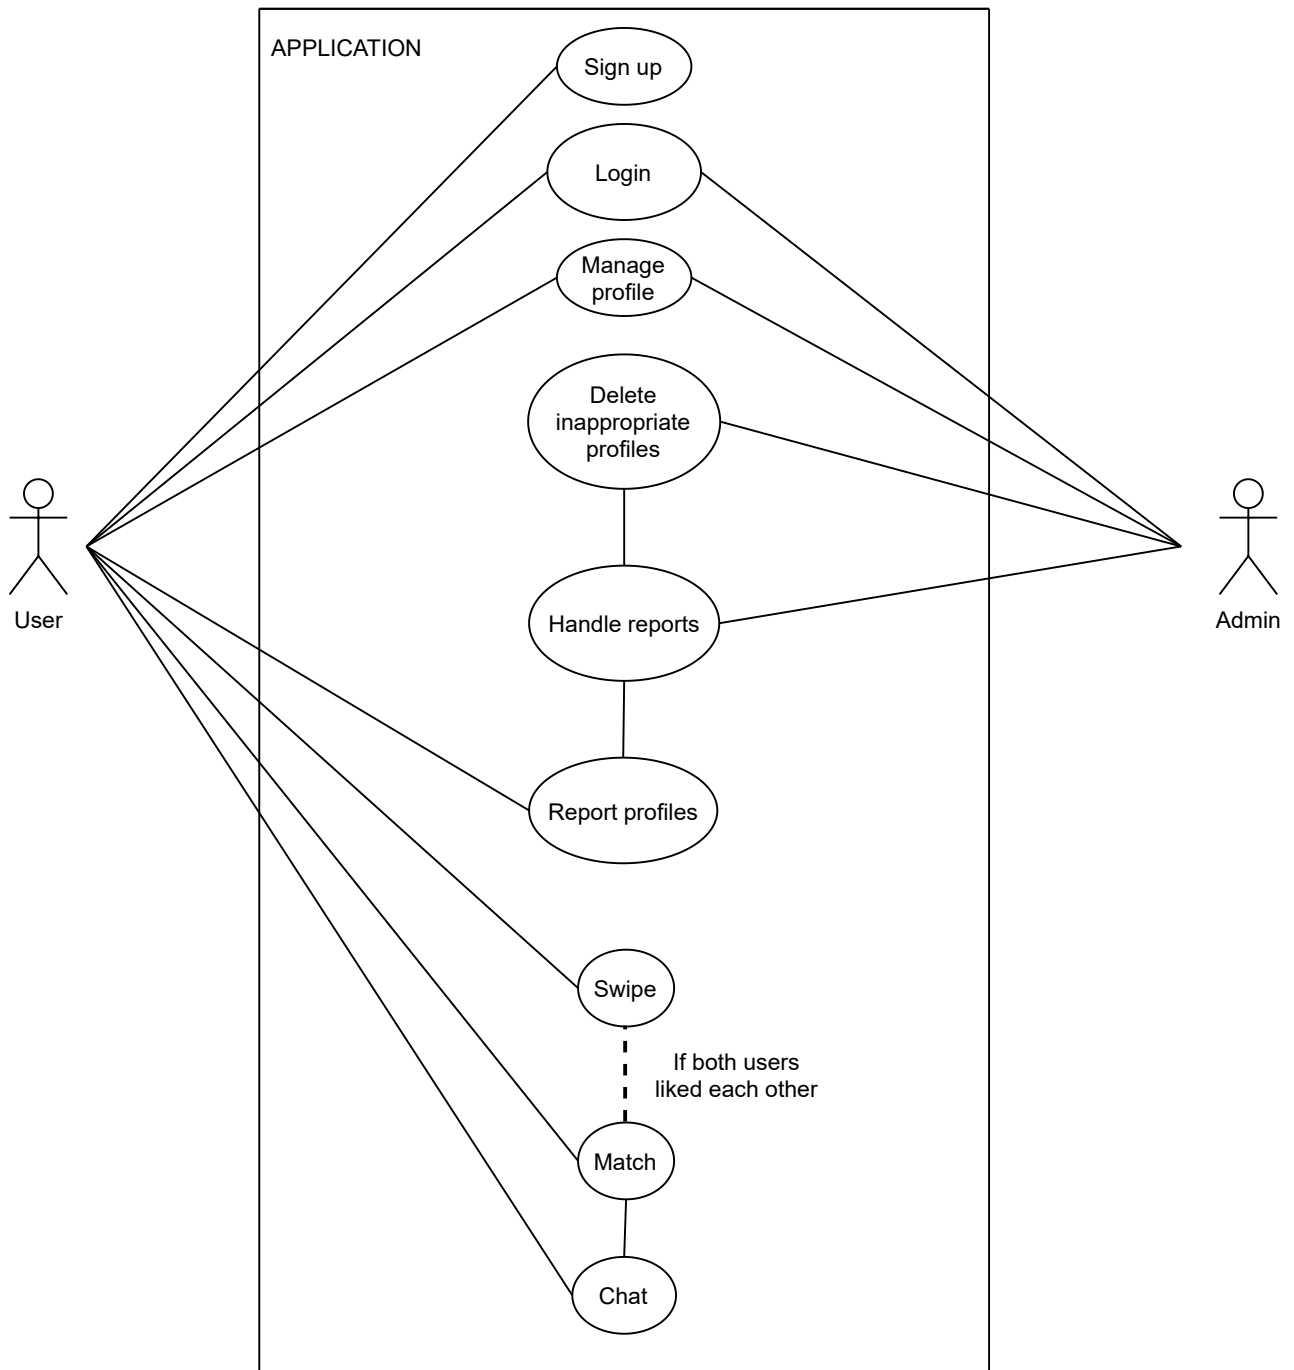 APPLICATION
Sign up
Login
Manage
profile
Delete
inappropriate
profiles
User
Handle reports
Admin
Report profiles
Swipe
If both users
liked each other
Match
Chat